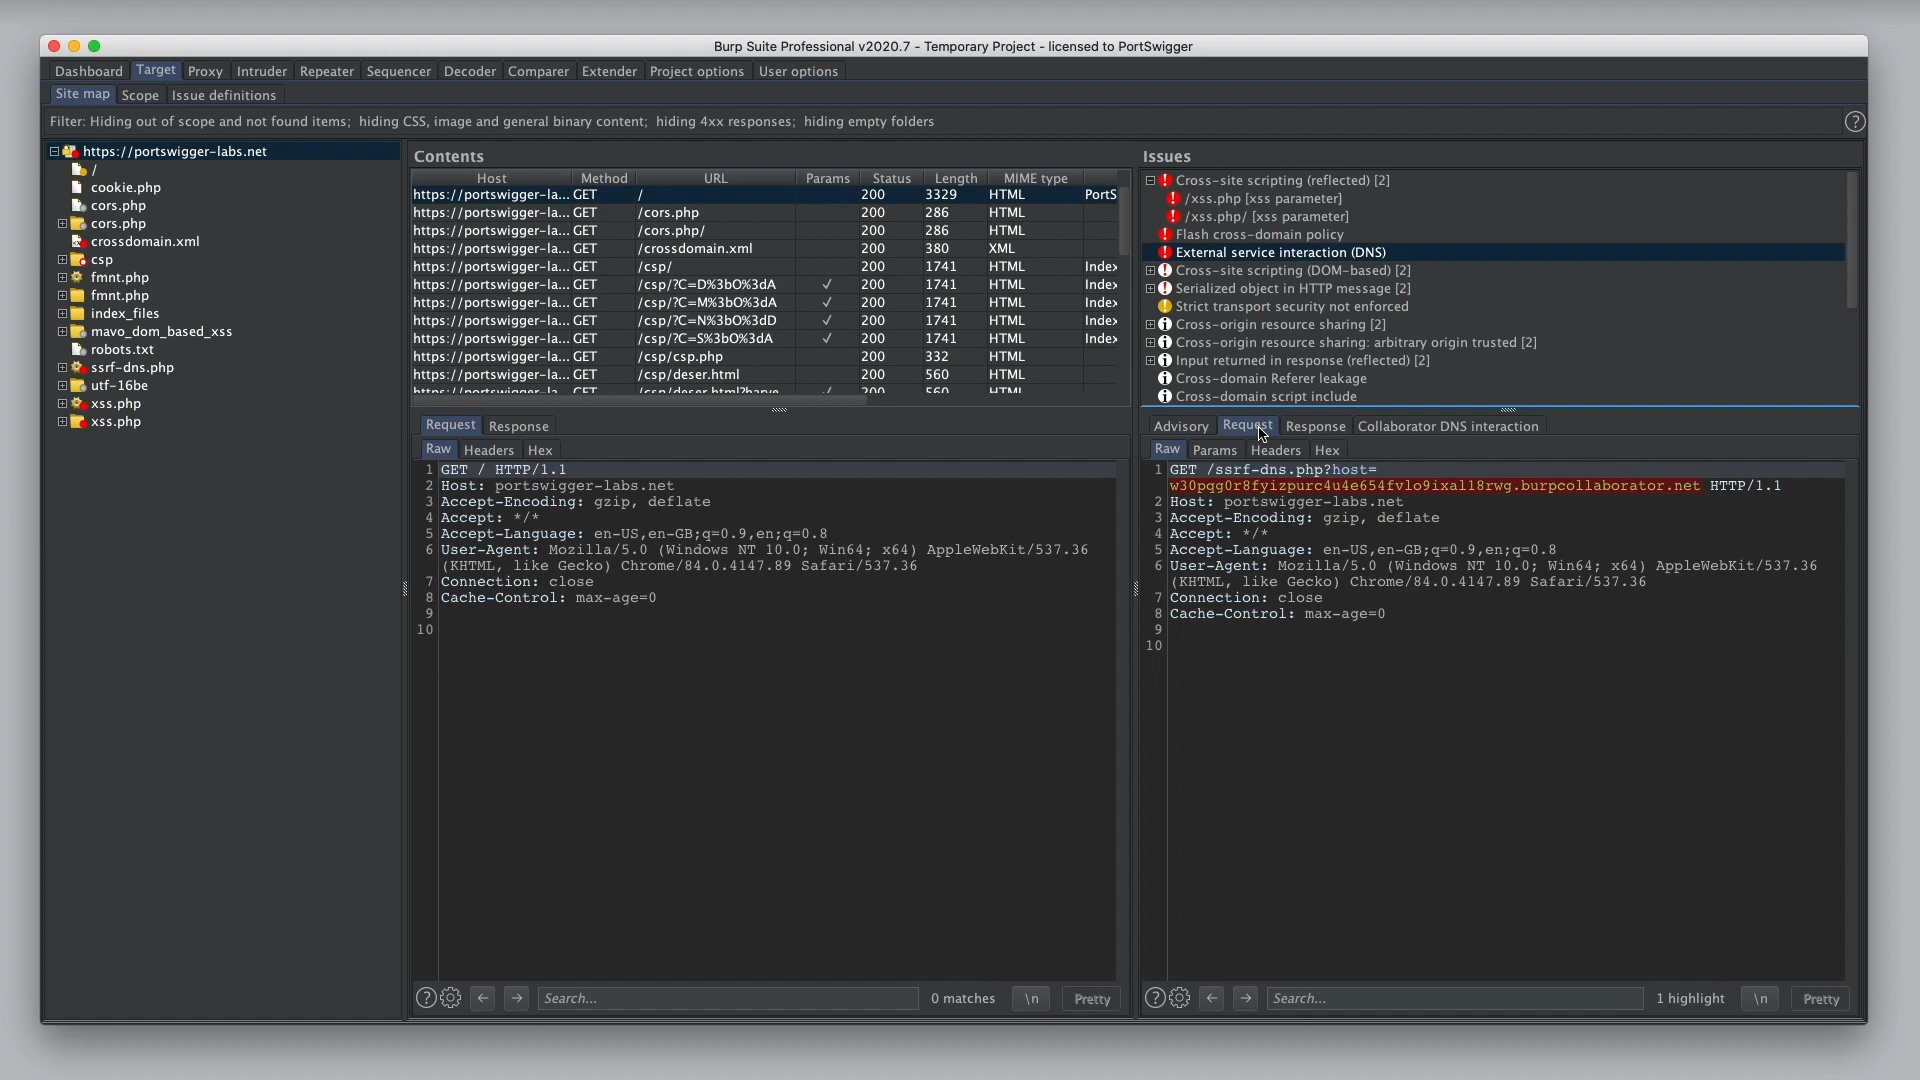 Burp Suite Professional v2020.7 - Temporary Project - licensed to PortSwigger
Dashboard Target Proxy Intruder Repeater Sequencer Decoder Comparer Extender Project options User options
Site map Scope Issue definitions
Filter: Hiding out of scope and not found items; hiding CSS, image and general binary content; hiding 4xx responses; hiding empty folders
https://portswigger-labs.net
/
cookie.php
cors.php
cors.php
crossdomain.xml
csp
fmnt.php
fmnt.php
index_files
mavo_dom_based_xss
robots.txt
ssrf-dns.php
utf-16be
xss.php
xss.php
Contents
Host Method URL Params Status Length MIME type
https://portswigger-la... GET / 200 3329 HTML PortS
https://portswigger-la... GET /cors.php 200 286 HTML
https://portswigger-la... GET /cors.php/ 200 286 HTML
https://portswigger-la... GET /crossdomain.xml 200 380 XML
https://portswigger-la... GET /csp/ 200 1741 HTML Index
https://portswigger-la... GET /csp/?C=D%3bO%3dA ✓ 200 1741 HTML Index
https://portswigger-la... GET /csp/?C=M%3bO%3dA ✓ 200 1741 HTML Index
https://portswigger-la... GET /csp/?C=N%3bO%3dD ✓ 200 1741 HTML Index
https://portswigger-la... GET /csp/?C=S%3bO%3dA ✓ 200 1741 HTML Index
https://portswigger-la... GET /csp/csp.php 200 332 HTML
https://portswigger-la... GET /csp/deser.html 200 560 HTML
https://portswigger-la... GET /csp/deser.html?harve ✓ 200 560 HTML
Request Response
Raw Headers Hex
1 GET / HTTP/1.1
2 Host: portswigger-labs.net
3 Accept-Encoding: gzip, deflate
4 Accept: */*
5 Accept-Language: en-US,en-GB;q=0.9,en;q=0.8
6 User-Agent: Mozilla/5.0 (Windows NT 10.0; Win64; x64) AppleWebKit/537.36
(KHTML, like Gecko) Chrome/84.0.4147.89 Safari/537.36
7 Connection: close
8 Cache-Control: max-age=0
9
10
Search... 0 matches \n Pretty
Issues
Cross-site scripting (reflected) [2]
/xss.php [xss parameter]
/xss.php/ [xss parameter]
Flash cross-domain policy
External service interaction (DNS)
Cross-site scripting (DOM-based) [2]
Serialized object in HTTP message [2]
Strict transport security not enforced
Cross-origin resource sharing [2]
Cross-origin resource sharing: arbitrary origin trusted [2]
Input returned in response (reflected) [2]
Cross-domain Referer leakage
Cross-domain script include
Advisory Request Response Collaborator DNS interaction
Raw Params Headers Hex
1 GET /ssrf-dns.php?host=
w30pqg0r8fyizpurc4u4e654fvlo9ixal18rwg.burpcollaborator.net HTTP/1.1
2 Host: portswigger-labs.net
3 Accept-Encoding: gzip, deflate
4 Accept: */*
5 Accept-Language: en-US,en-GB;q=0.9,en;q=0.8
6 User-Agent: Mozilla/5.0 (Windows NT 10.0; Win64; x64) AppleWebKit/537.36
(KHTML, like Gecko) Chrome/84.0.4147.89 Safari/537.36
7 Connection: close
8 Cache-Control: max-age=0
9
10
Search... 1 highlight \n Pretty